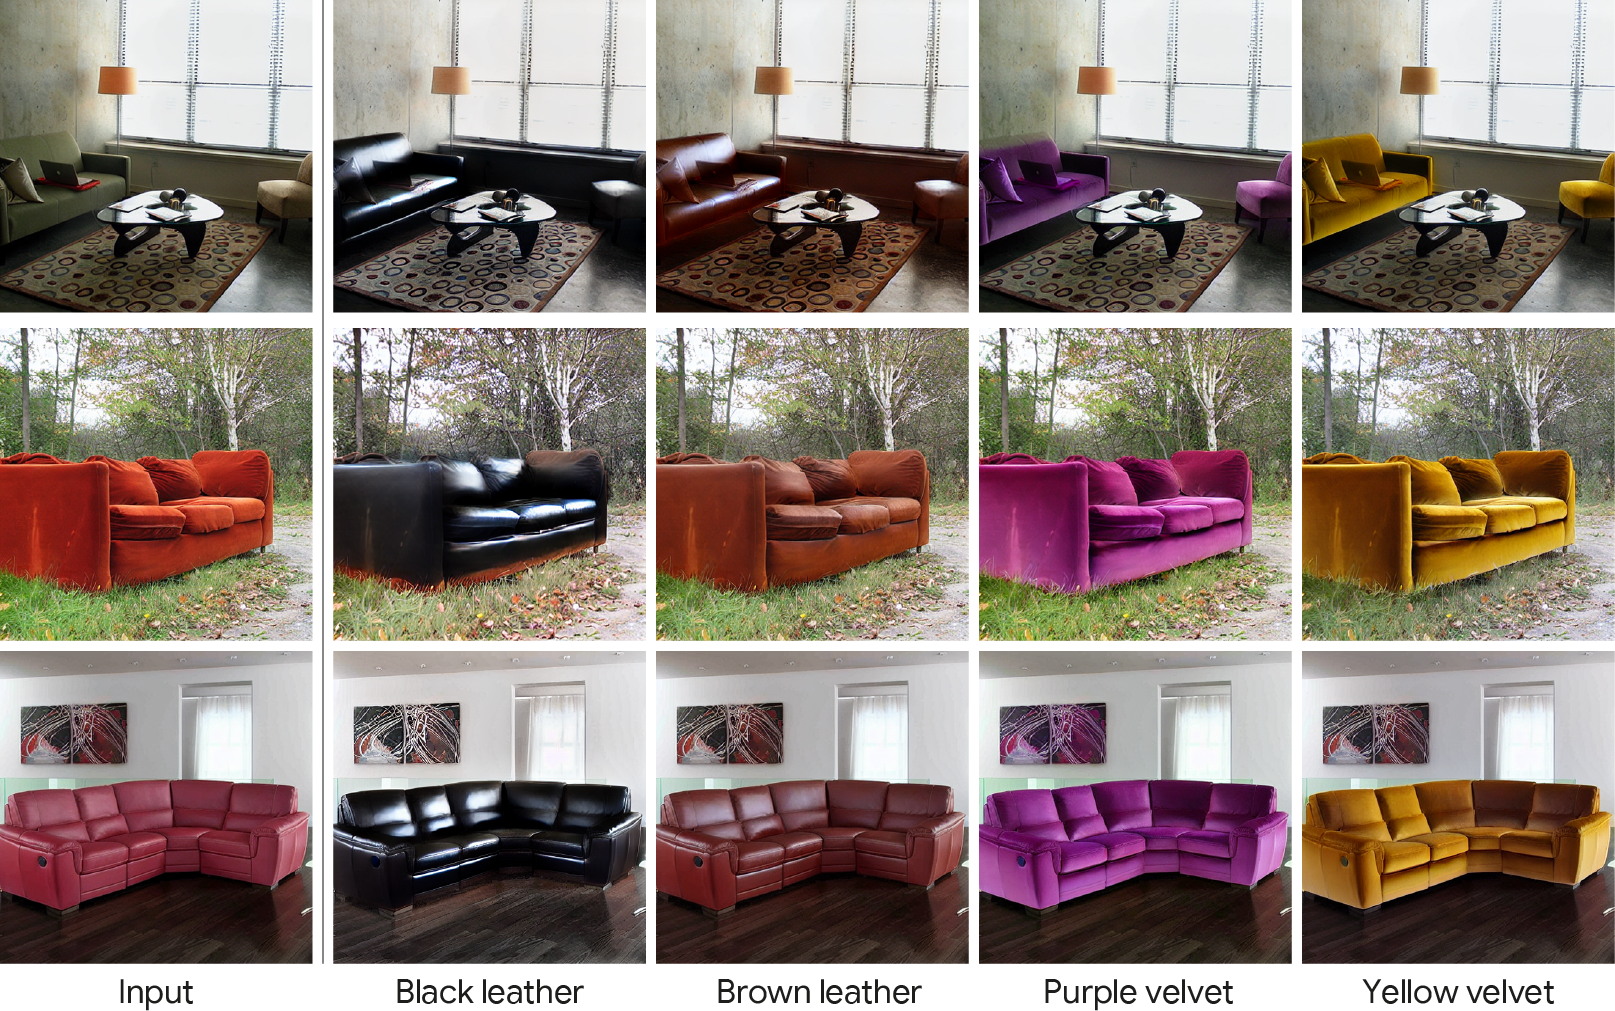 Input
Black leather
Brown leather
Purple velvet
Yellow velvet